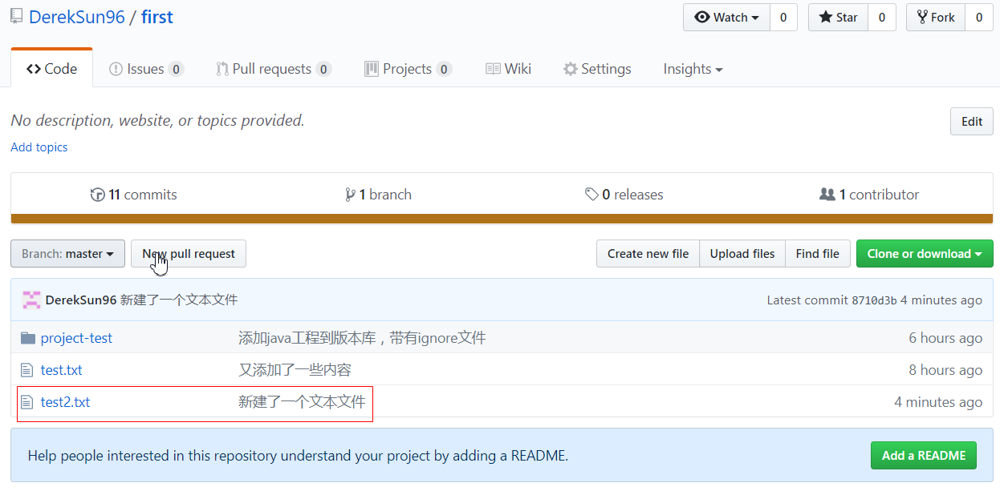 DerekSun96 / first
Watch 0 Star 0 Fork 0
Code Issues 0 Pull requests 0 Projects 0 Wiki Settings Insights
No description, website, or topics provided.
Edit
Add topics
11 commits 1 branch 0 releases 1 contributor
Branch: master New pull request Create new file Upload files Find file Clone or download
DerekSun96 新建了一个文本文件 Latest commit 8710d3b 4 minutes ago
project-test 添加java工程到版本库，带有ignore文件 6 hours ago
test.txt 又添加了一些内容 8 hours ago
test2.txt 新建了一个文本文件 4 minutes ago
Help people interested in this repository understand your project by adding a README. Add a README